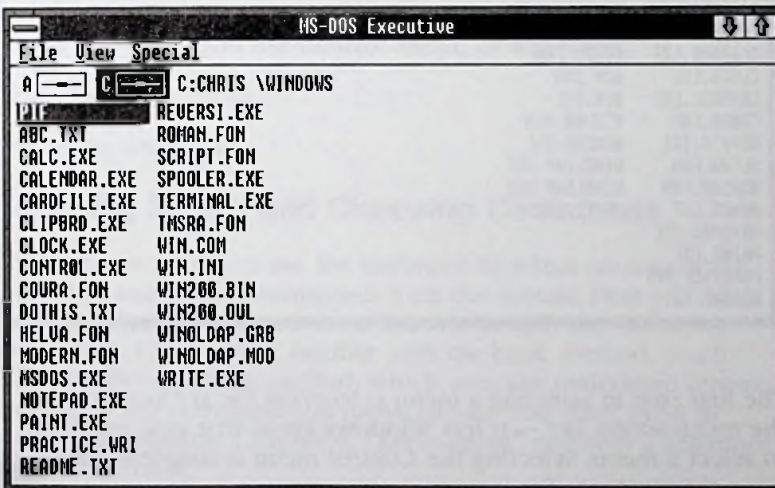 MS-DOS Executive
File View Special
A C C:CHRIS \WINDOWS
PIF REVERSI.EXE
ABC.TXT ROMAN.FON
CALC.EXE SCRIPT.FON
CALENDAR.EXE SPOOLER.EXE
CARDFILE.EXE TERMINAL.EXE
CLIPBRD.EXE TMSRA.FON
CLOCK.EXE WIN.COM
CONTROL.EXE WIN.INI
COURA.FON WIN200.BIN
DOTHIS.TXT WIN200.OVL
HELVA.FON WINOLDAP.GRB
MODERN.FON WINOLDAP.MOD
MSDOS.EXE WRITE.EXE
NOTEPAD.EXE
PAINT.EXE
PRACTICE.WRI
README.TXT